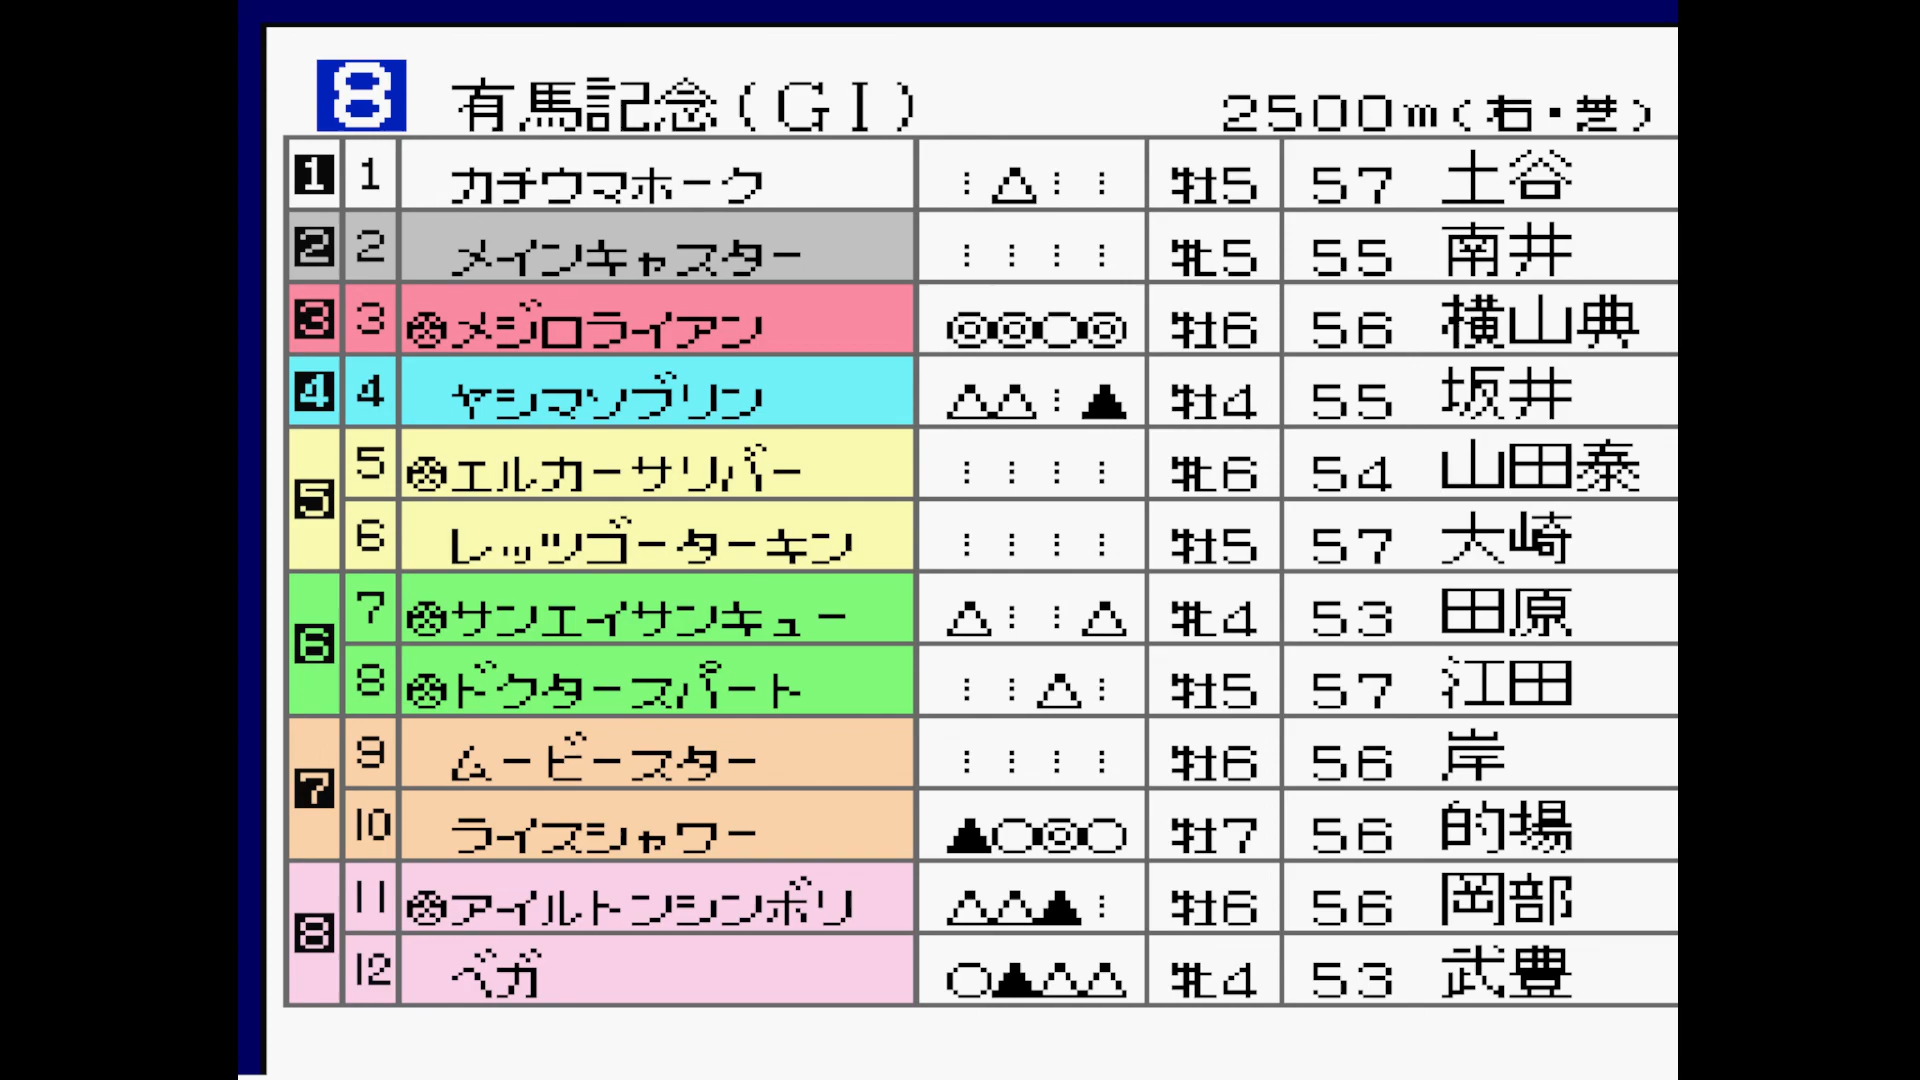 8 有馬記念(GI) 2500m(右・芝)
1 1 カチウマホーク ⋮△⋮⋮ 牡5 57 土谷
2 2 メインキャスター ⋮⋮⋮⋮ 牝5 55 南井
3 3 メジロライアン ◎◎○◎ 牡6 56 横山典
4 4 ヤシマソブリン △△⋮▲ 牡4 55 坂井
5 5 エルカーサリバー ⋮⋮⋮⋮ 牝6 54 山田泰
6 レッツゴーターキン ⋮⋮⋮⋮ 牡5 57 大崎
6 7 サンエイサンキュー △⋮⋮△ 牝4 53 田原
8 ドクタースパート ⋮⋮△⋮ 牡5 57 江田
7 9 ムービースター ⋮⋮⋮⋮ 牡6 56 岸
10 ライスシャワー ▲○◎○ 牡7 56 的場
8 11 アイルトンシンボリ △△▲⋮ 牡6 56 岡部
12 ベガ ○▲△△ 牝4 53 武豊